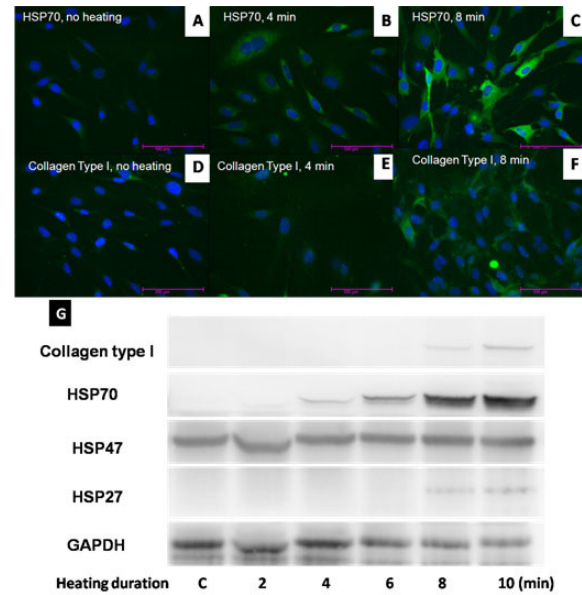 HSP70, no heating
A
HSP70, 4 min
B
HSP70, 8 min
C
Collagen Type I, no heating
D
Collagen Type I, 4 min
E
Collagen Type I, 8 min
F
G
Collagen type I
HSP70
HSP47
HSP27
GAPDH
Heating duration C 2 4 6 8 10 (min)